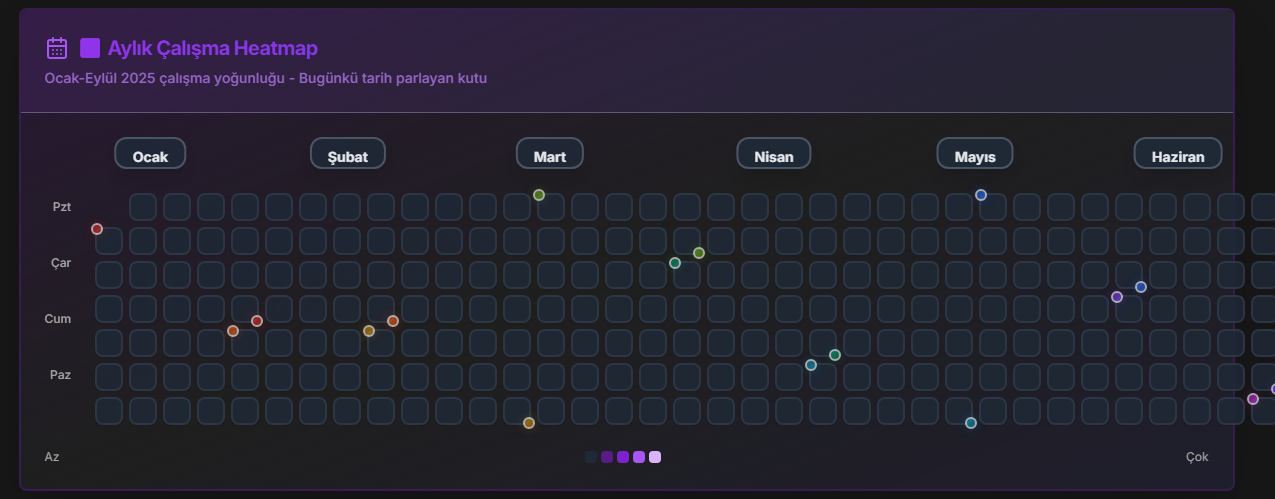 Aylık Çalışma Heatmap
Ocak-Eylül 2025 çalışma yoğunluğu - Bugünkü tarih parlayan kutu
Ocak Şubat Mart Nisan Mayıs Haziran
Pzt
Çar
Cum
Paz
Az Çok